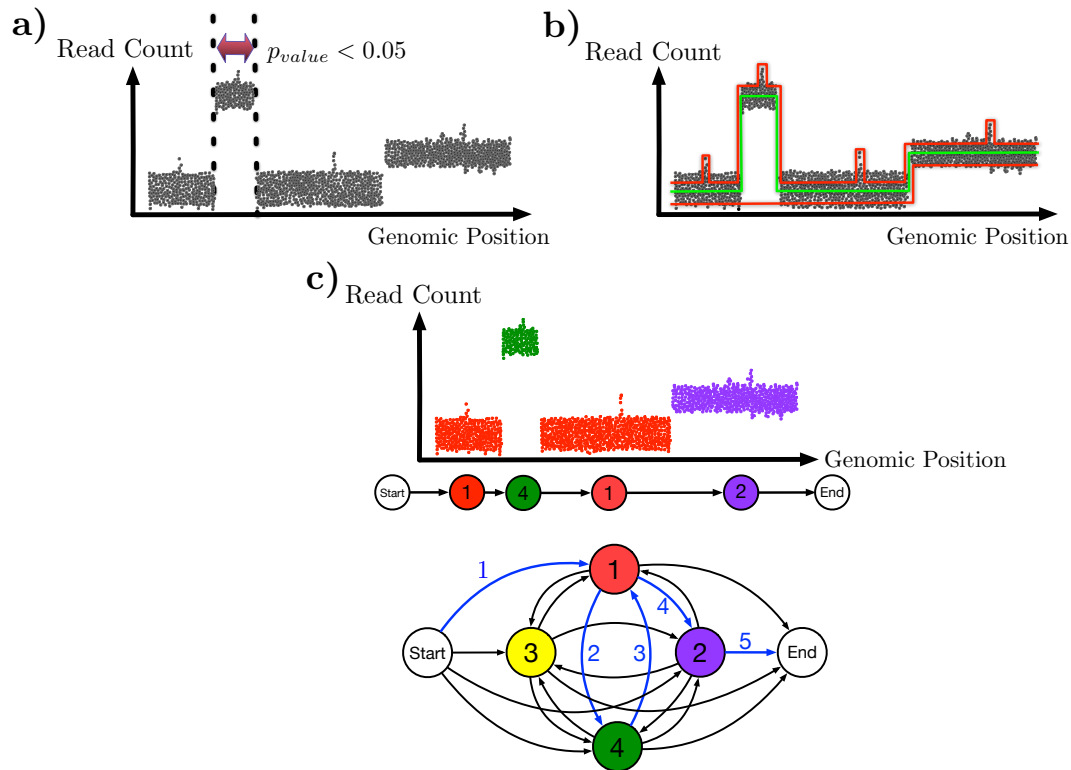 a)
Read Count
p_value < 0.05
Genomic Position
b)
Read Count
Genomic Position
c)
Read Count
Genomic Position
Start 1 4 1 2 End
1
1
4
Start 3 2 3 2 5 End
4